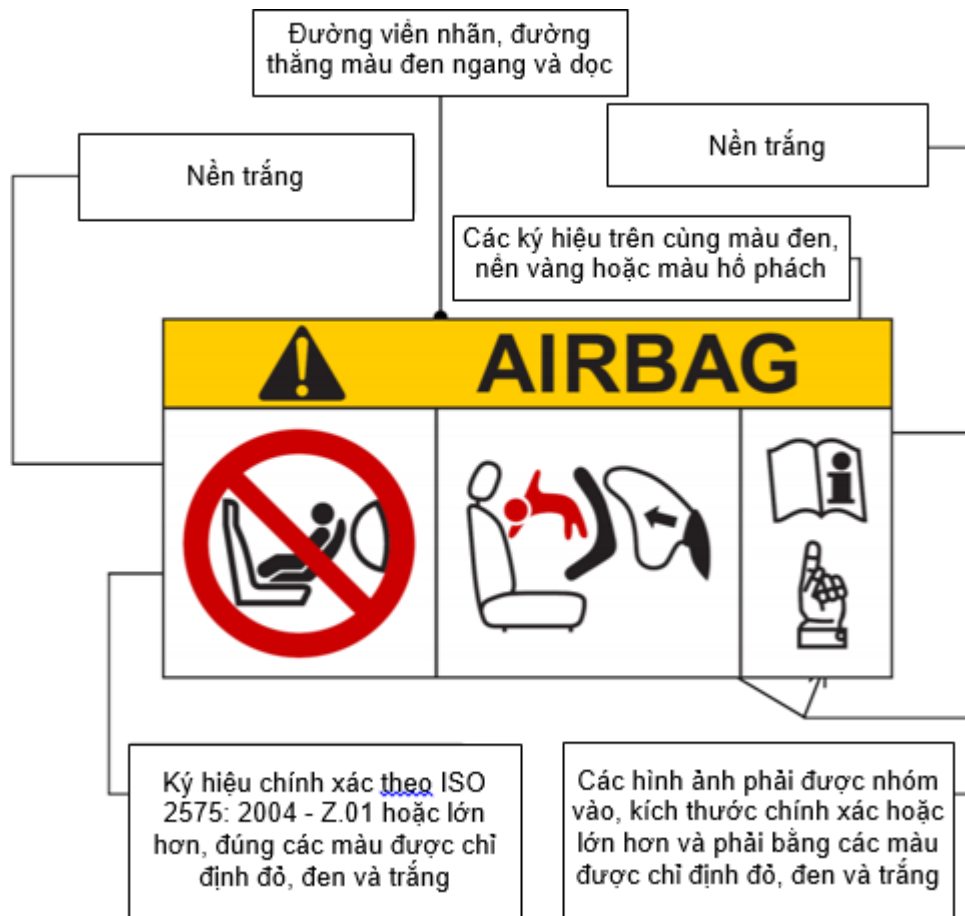 Đường viền nhãn, đường
thẳng màu đen ngang và dọc
Nền trắng
Nền trắng
Các ký hiệu trên cùng màu đen,
nền vàng hoặc màu hổ phách
AIRBAG
Ký hiệu chính xác theo ISO
2575: 2004 - Z.01 hoặc lớn
hơn, đúng các màu được chỉ
định đỏ, đen và trắng
Các hình ảnh phải được nhóm
vào, kích thước chính xác hoặc
lớn hơn và phải bằng các màu
được chỉ định đỏ, đen và trắng